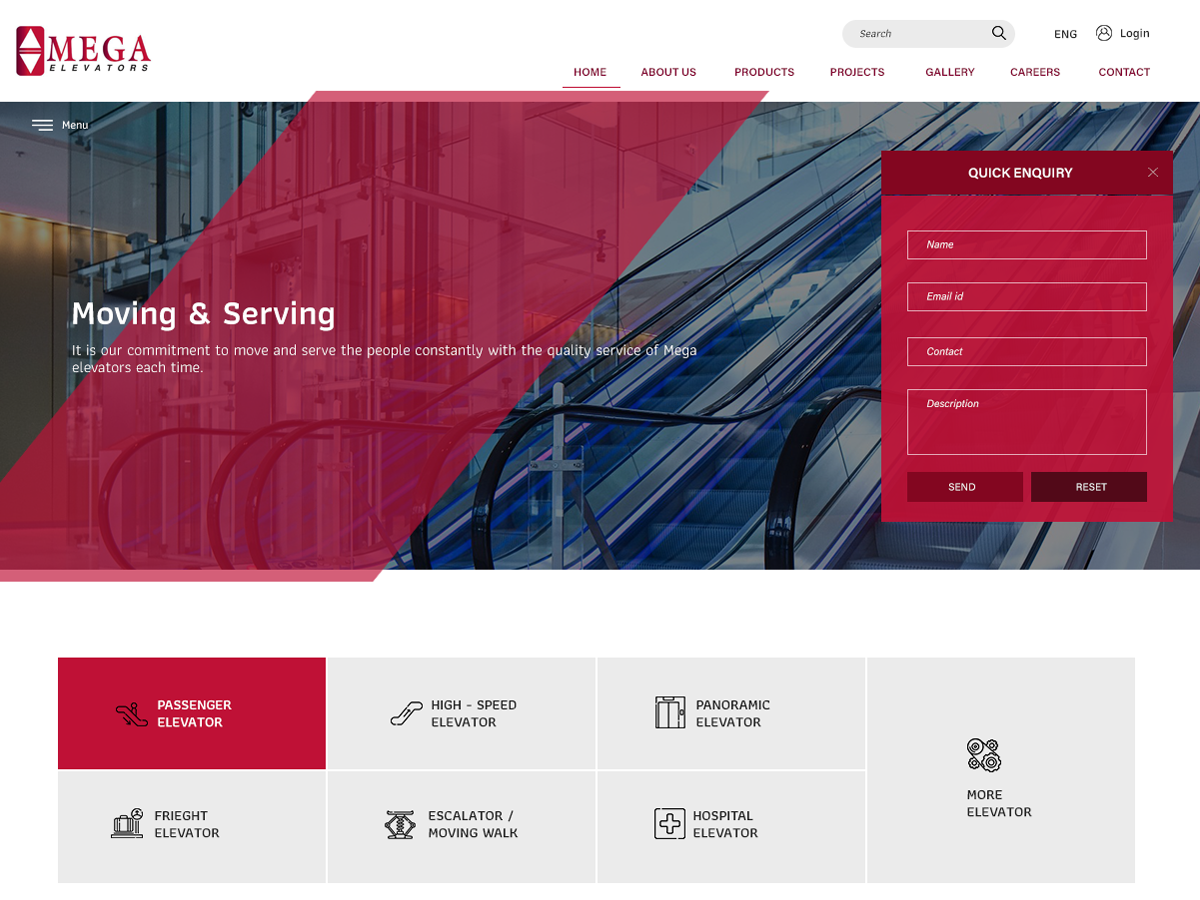 MEGA
ELEVATORS
Search
ENG
Login
HOME
ABOUT US
PRODUCTS
PROJECTS
GALLERY
CAREERS
CONTACT
Menu
Moving & Serving
It is our commitment to move and serve the people constantly with the quality service of Mega
elevators each time.
QUICK ENQUIRY
Name
Email id
Contact
Description
SEND
RESET
PASSENGER
ELEVATOR
HIGH - SPEED
ELEVATOR
PANORAMIC
ELEVATOR
FRIEGHT
ELEVATOR
ESCALATOR /
MOVING WALK
HOSPITAL
ELEVATOR
MORE
ELEVATOR